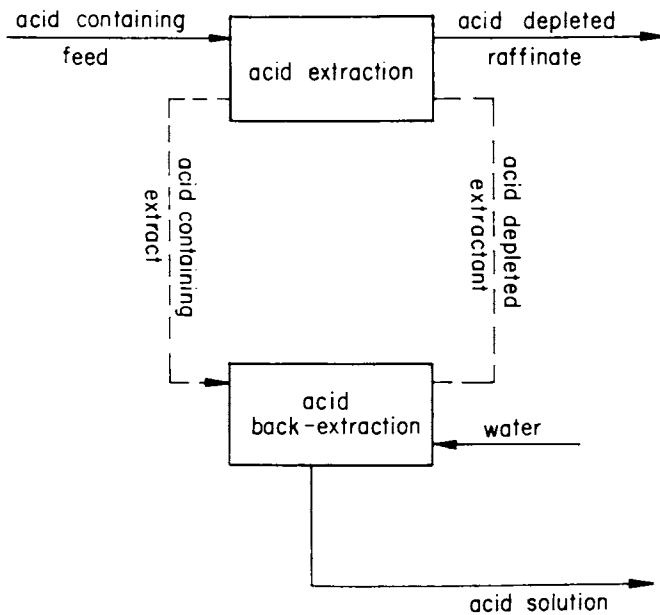 acid containing
feed
acid depleted
raffinate
acid extraction
acid containing
extract
acid depleted
extractant
acid
back-extraction
water
acid solution